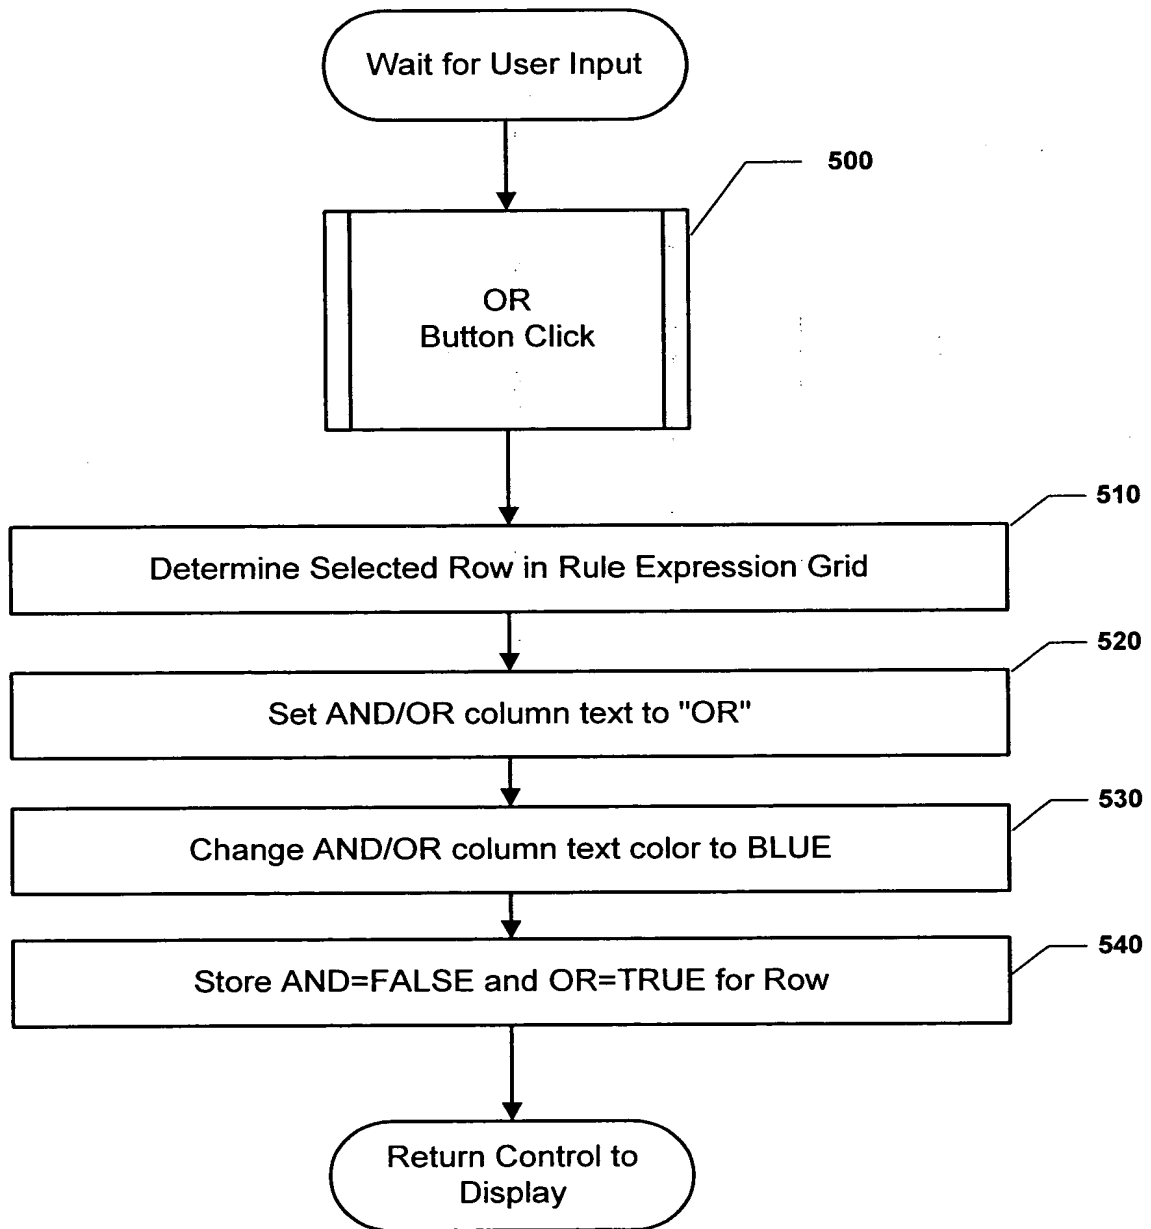 Wait for User Input
500
OR
Button Click
510
Determine Selected Row in Rule Expression Grid
520
Set AND/OR column text to "OR"
530
Change AND/OR column text color to BLUE
540
Store AND=FALSE and OR=TRUE for Row
Return Control to
Display